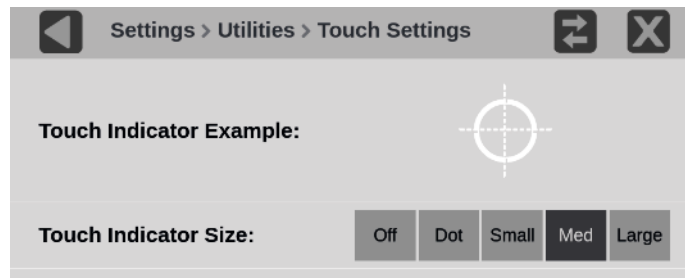 Settings > Utilities > Touch Settings
X
Touch Indicator Example:
Touch Indicator Size: Off Dot Small Med Large